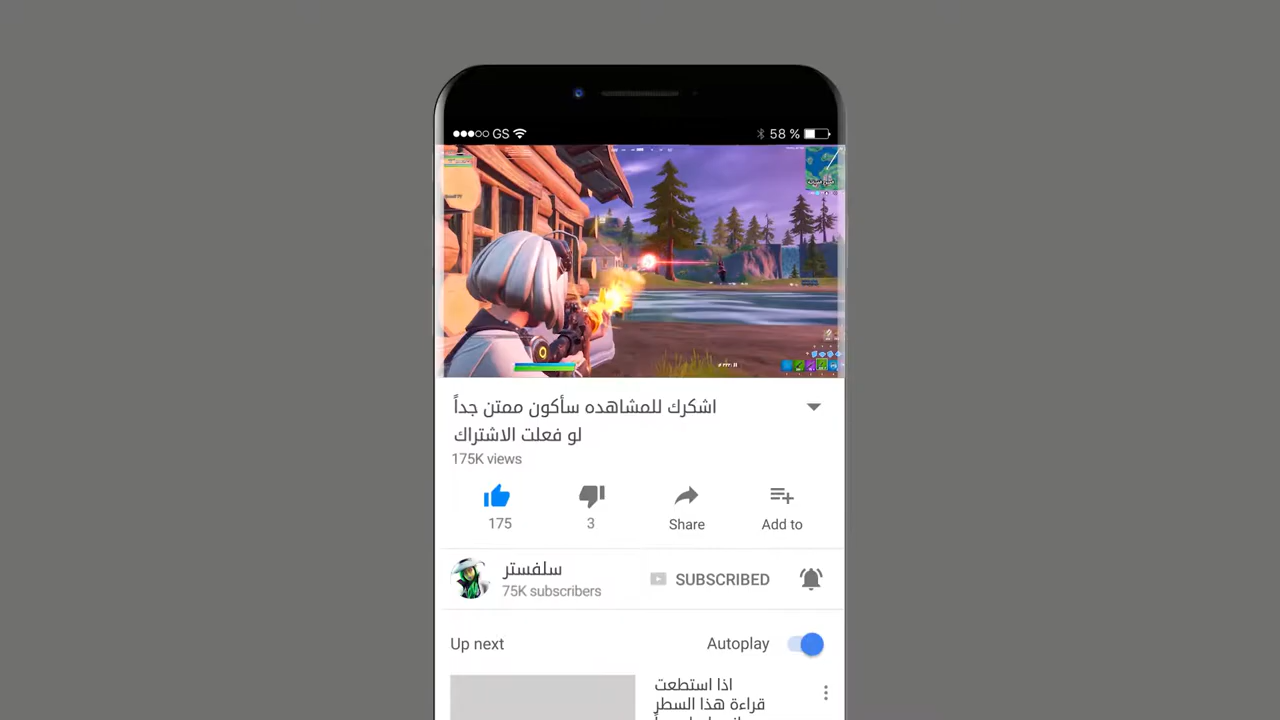 GS
58 %
اشكرك للمشاهده سأكون ممتن جداً
لو فعلت الاشتراك
175K views
175
3
Share
Add to
سلفستر
75K subscribers
SUBSCRIBED
Up next
Autoplay
اذا استطعت
قراءة هذا السطر